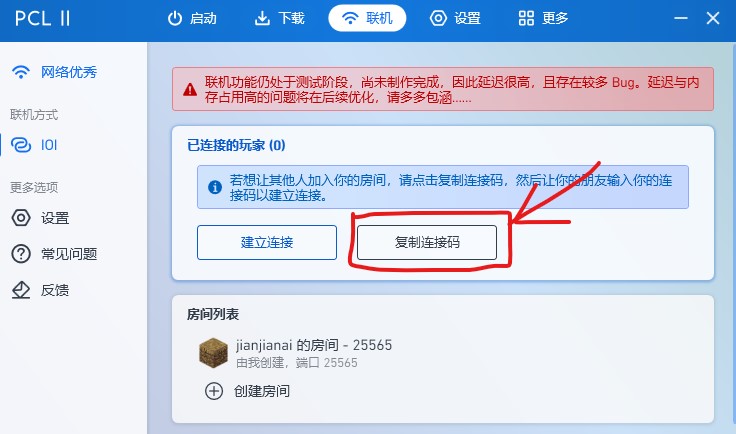 PCL II
启动
下载
联机
设置
更多
网络优秀
联机方式
IOI
更多选项
设置
常见问题
反馈
联机功能仍处于测试阶段，尚未制作完成，因此延迟很高，且存在较多 Bug。延迟与内
存占用高的问题将在后续优化，请多多包涵......
已连接的玩家 (0)
若想让其他人加入你的房间，请点击复制连接码，然后让你的朋友输入你的连
接码以建立连接。
建立连接
复制连接码
房间列表
jianjianai 的房间 - 25565
由我创建，端口 25565
创建房间